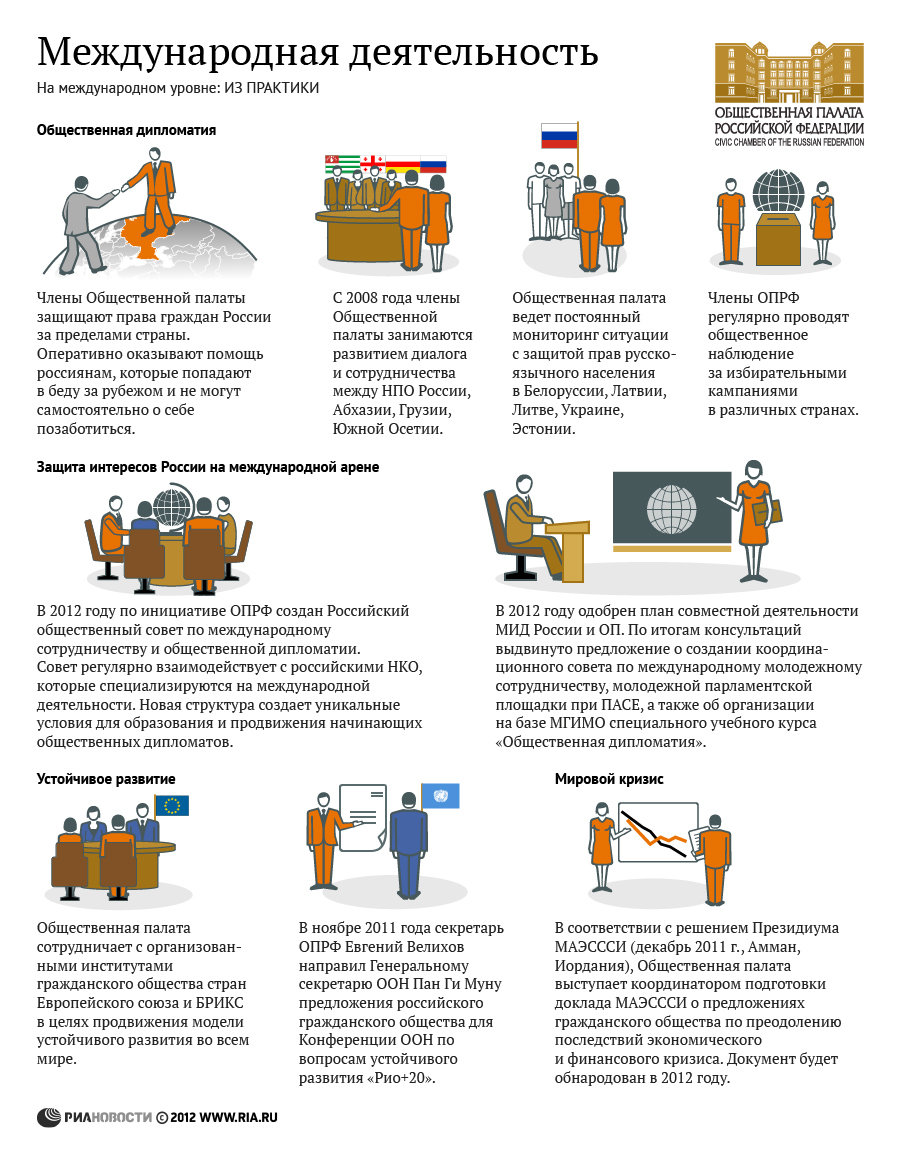 Международная деятельность
На международном уровне: ИЗ ПРАКТИКИ
ОБЩЕСТВЕННАЯ ПАЛАТА
РОССИЙСКОЙ ФЕДЕРАЦИИ
CIVIC CHAMBER OF THE RUSSIAN FEDERATION
Общественная дипломатия
Члены Общественной палаты
защищают права граждан России
за пределами страны.
Оперативно оказывают помощь
россиянам, которые попадают
в беду за рубежом и не могут
самостоятельно о себе
позаботиться.
С 2008 года члены
Общественной
палаты занимаются
развитием диалога
и сотрудничества
между НПО России,
Абхазии, Грузии,
Южной Осетии.
Общественная палата
ведет постоянный
мониторинг ситуации
с защитой прав русско-
язычного населения
в Белоруссии, Латвии,
Литве, Украине,
Эстонии.
Члены ОПРФ
регулярно проводят
общественное
наблюдение
за избирательными
кампаниями
в различных странах.
Защита интересов России на международной арене
В 2012 году по инициативе ОПРФ создан Российский
общественный совет по международному
сотрудничеству и общественной дипломатии.
Совет регулярно взаимодействует с российскими НКО,
которые специализируются на международной
деятельности. Новая структура создает уникальные
условия для образования и продвижения начинающих
общественных дипломатов.
В 2012 году одобрен план совместной деятельности
МИД России и ОП. По итогам консультаций
выдвинуто предложение о создании координа-
ционного совета по международному молодежному
сотрудничеству, молодежной парламентской
площадки при ПАСЕ, а также об организации
на базе МГИМО специального учебного курса
«Общественная дипломатия».
Устойчивое развитие
Общественная палата
сотрудничает с организован-
ными институтами
гражданского общества стран
Европейского союза и БРИКС
в целях продвижения модели
устойчивого развития во всем
мире.
В ноябре 2011 года секретарь
ОПРФ Евгений Велихов
направил Генеральному
секретарю ООН Пан Ги Муну
предложения российского
гражданского общества для
Конференции ООН по
вопросам устойчивого
развития «Рио+20».
Мировой кризис
В соответствии с решением Президиума
МАЭСССИ (декабрь 2011 г., Амман,
Иордания), Общественная палата
выступает координатором подготовки
доклада МАЭСССИ о предложениях
гражданского общества по преодолению
последствий экономического
и финансового кризиса. Документ будет
обнародован в 2012 году.
РИАНОВОСТИ © 2012 WWW.RIA.RU